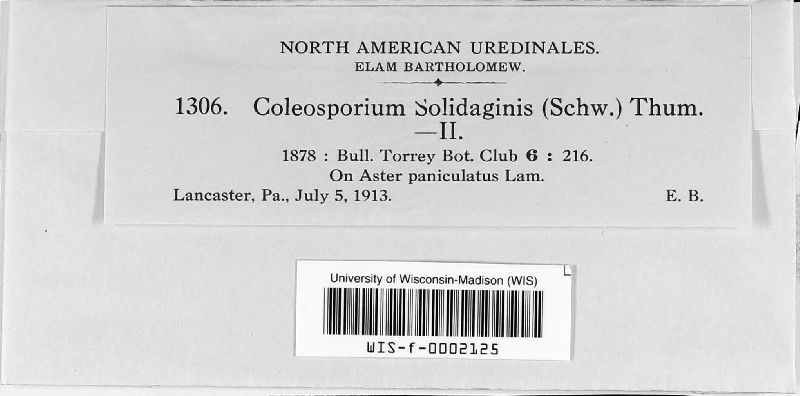 NORTH AMERICAN UREDINALES.
ELAM BARTHOLOMEW.
1306. Coleosporium Solidaginis (Schw.) Thum.
—II.
1878 : Bull. Torrey Bot. Club 6 : 216.
On Aster paniculatus Lam.
Lancaster, Pa., July 5, 1913. E. B.
University of Wisconsin-Madison (WIS)
WIS-f-0002125